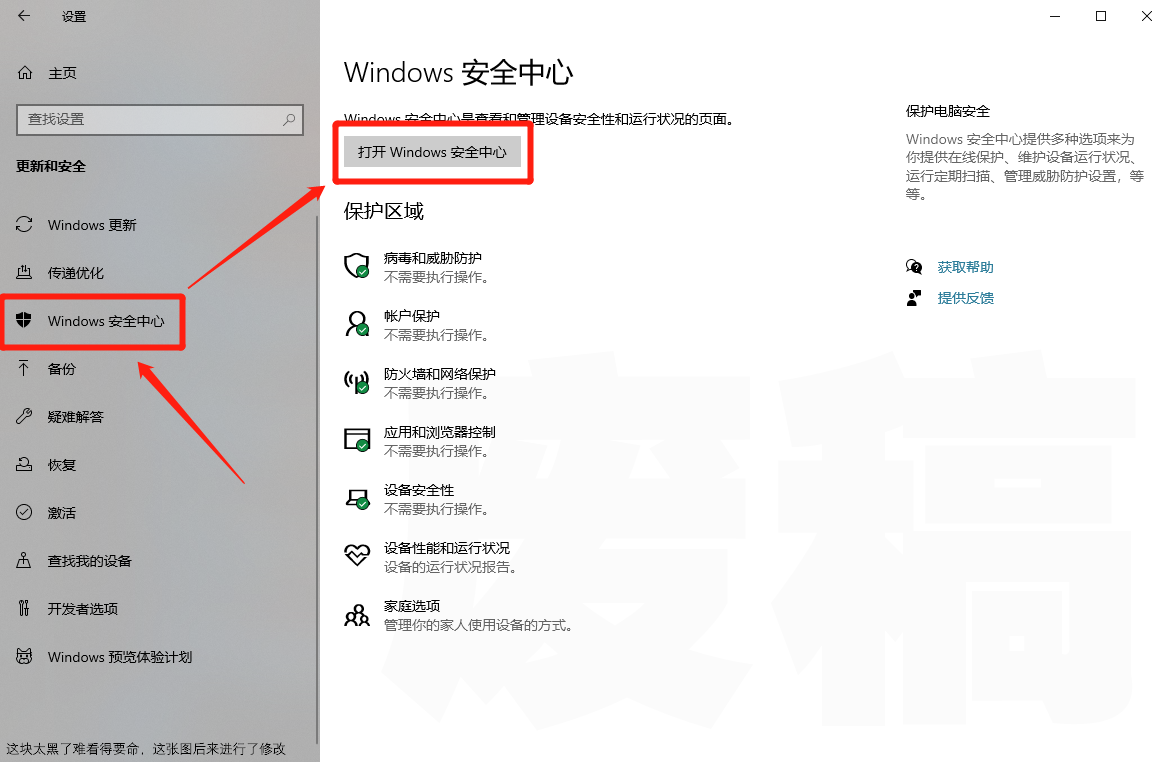 设置
主页
查找设置
更新和安全
Windows 更新
传递优化
Windows 安全中心
备份
疑难解答
恢复
激活
查找我的设备
开发者选项
Windows 预览体验计划
这块太黑了难看得要命，这张图后来进行了修改
Windows 安全中心
Windows 安全中心是查看和管理设备安全性和运行状况的页面。
打开 Windows 安全中心
保护区域
病毒和威胁防护
不需要执行操作。
帐户保护
不需要执行操作。
防火墙和网络保护
不需要执行操作。
应用和浏览器控制
不需要执行操作。
设备安全性
不需要执行操作。
设备性能和运行状况
设备的运行状况报告。
家庭选项
管理你的家人使用设备的方式。
保护电脑安全
Windows 安全中心提供多种选项来为
你提供在线保护、维护设备运行状况、
运行定期扫描、管理威胁防护设置，等
等。
获取帮助
提供反馈
废稿